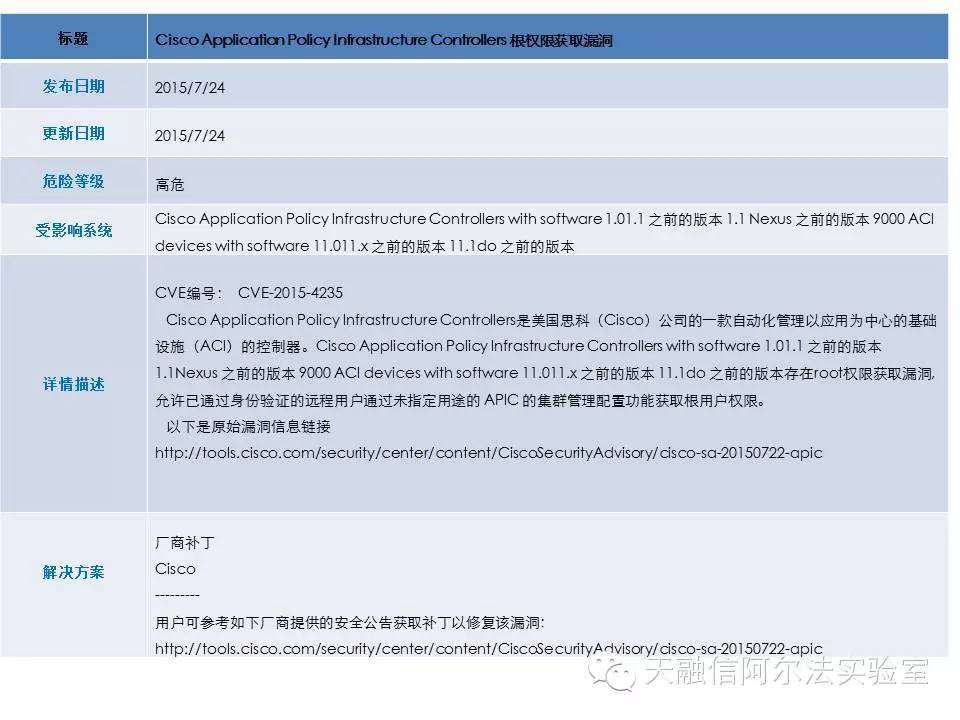 标题
Cisco Application Policy Infrastructure Controllers 根权限获取漏洞
发布日期
2015/7/24
更新日期
2015/7/24
危险等级
高危
受影响系统
Cisco Application Policy Infrastructure Controllers with software 1.01.1 之前的版本 1.1 Nexus 之前的版本 9000 ACI
devices with software 11.011.x 之前的版本 11.1do 之前的版本
详情描述
CVE编号： CVE-2015-4235
Cisco Application Policy Infrastructure Controllers是美国思科（Cisco）公司的一款自动化管理以应用为中心的基础
设施（ACI）的控制器。Cisco Application Policy Infrastructure Controllers with software 1.01.1 之前的版本
1.1Nexus 之前的版本 9000 ACI devices with software 11.011.x 之前的版本 11.1do 之前的版本存在root权限获取漏洞,
允许已通过身份验证的远程用户通过未指定用途的 APIC 的集群管理配置功能获取根用户权限。
以下是原始漏洞信息链接
http://tools.cisco.com/security/center/content/CiscoSecurityAdvisory/cisco-sa-20150722-apic
解决方案
厂商补丁
Cisco
---------
用户可参考如下厂商提供的安全公告获取补丁以修复该漏洞：
http://tools.cisco.com/security/center/content/CiscoSecurityAdvisory/cisco-sa-20150722-apic
天融信阿尔法实验室